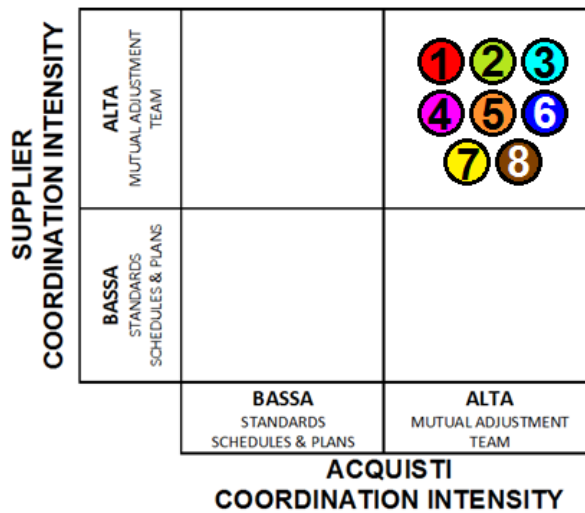 SUPPLIER
COORDINATION INTENSITY
ALTA
MUTUAL ADJUSTMENT
TEAM
1 2 3
4 5 6
7 8
BASSA
STANDARDS
SCHEDULES & PLANS
BASSA
STANDARDS
SCHEDULES & PLANS
ALTA
MUTUAL ADJUSTMENT
TEAM
ACQUISTI
COORDINATION INTENSITY